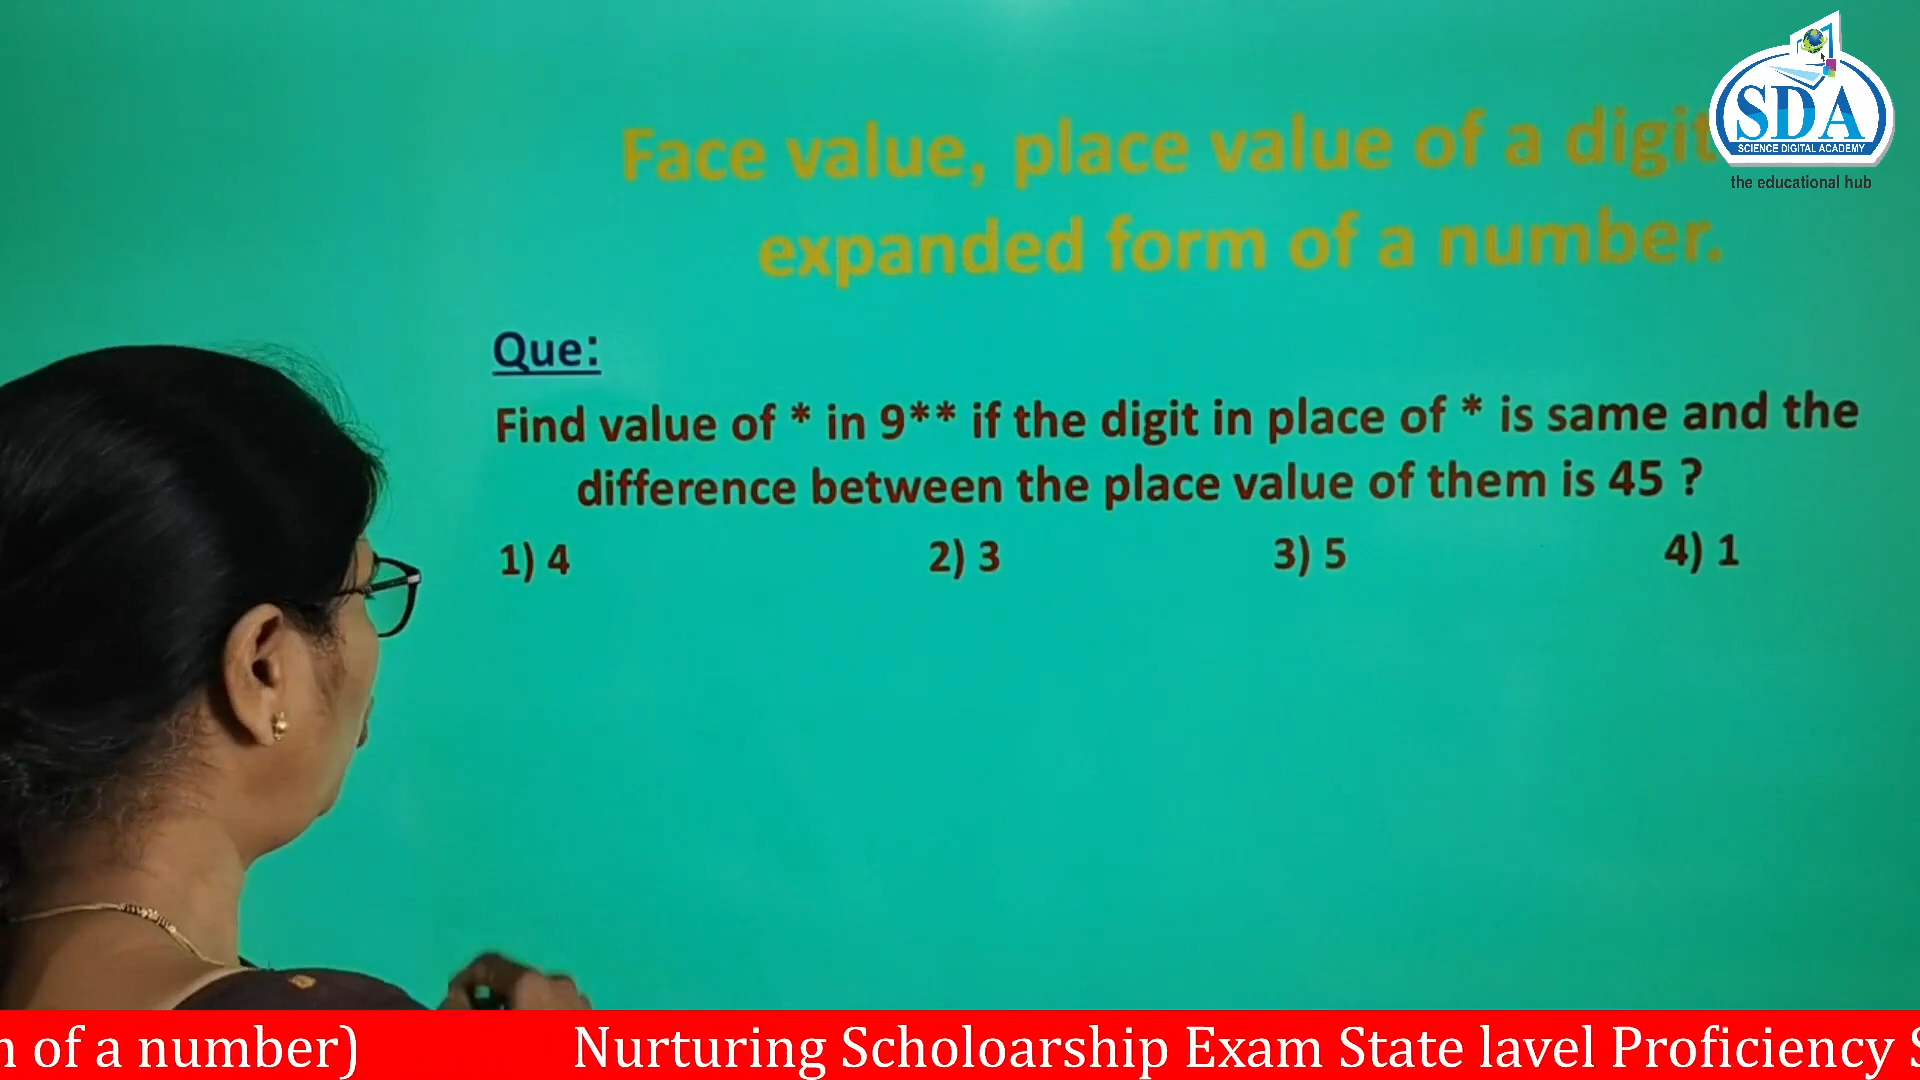 SDA
SCIENCE DIGITAL ACADEMY
the educational hub
Face value, place value of a digit
expanded form of a number.
Que:
Find value of * in 9** if the digit in place of * is same and the
difference between the place value of them is 45 ?
1) 4 2) 3 3) 5 4) 1
of a number) Nurturing Scholoarship Exam State lavel Proficiency